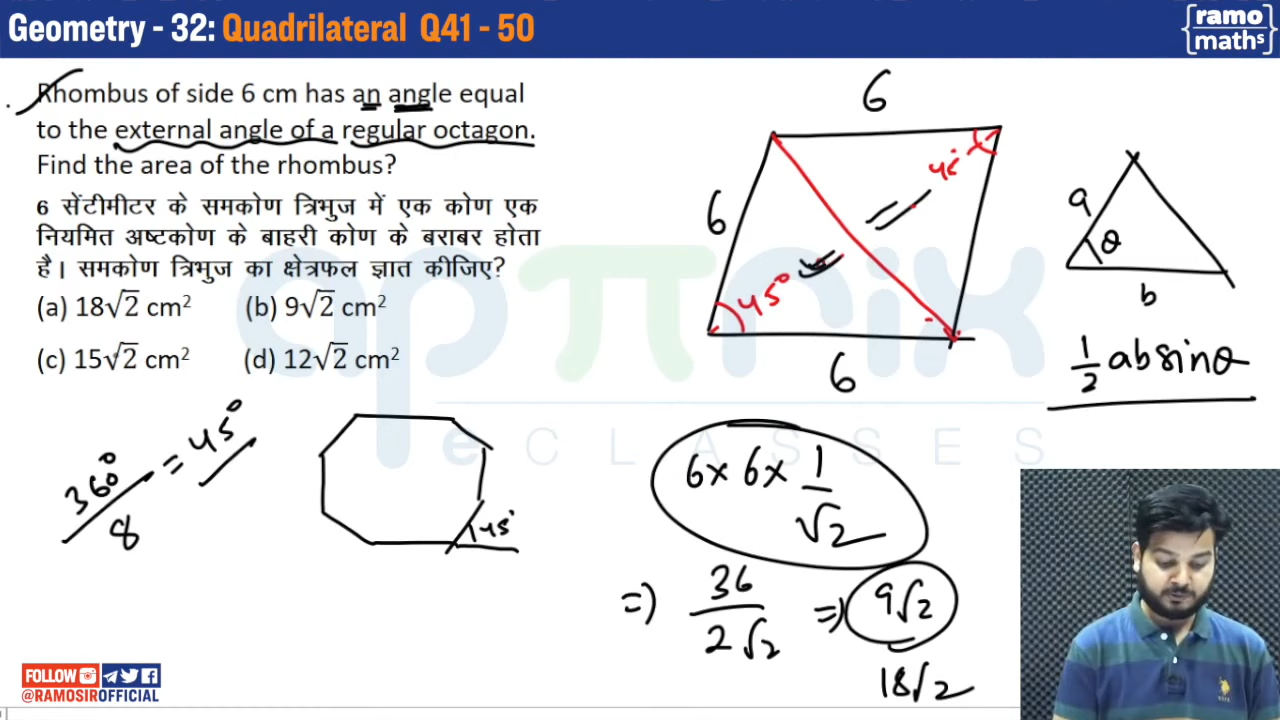 Geometry - 32: Quadrilateral Q41 - 50
ramo
maths
Rhombus of side 6 cm has an angle equal
to the external angle of a regular octagon.
Find the area of the rhombus?
6 सेंटीमीटर के समकोण त्रिभुज में एक कोण एक
नियमित अष्टकोण के बाहरी कोण के बराबर होता
है। समकोण त्रिभुज का क्षेत्रफल ज्ञात कीजिए?
(a) 18√2 cm² (b) 9√2 cm²
(c) 15√2 cm² (d) 12√2 cm²
360°/8 = 45°
45°
6
6
6
45°
45°
a
θ
b
1/2 ab sinθ
6 × 6 × 1/√2
=) 36/2√2 =) 9√2
18√2
eCLASSES
FOLLOW
@RAMOSIROFFICIAL